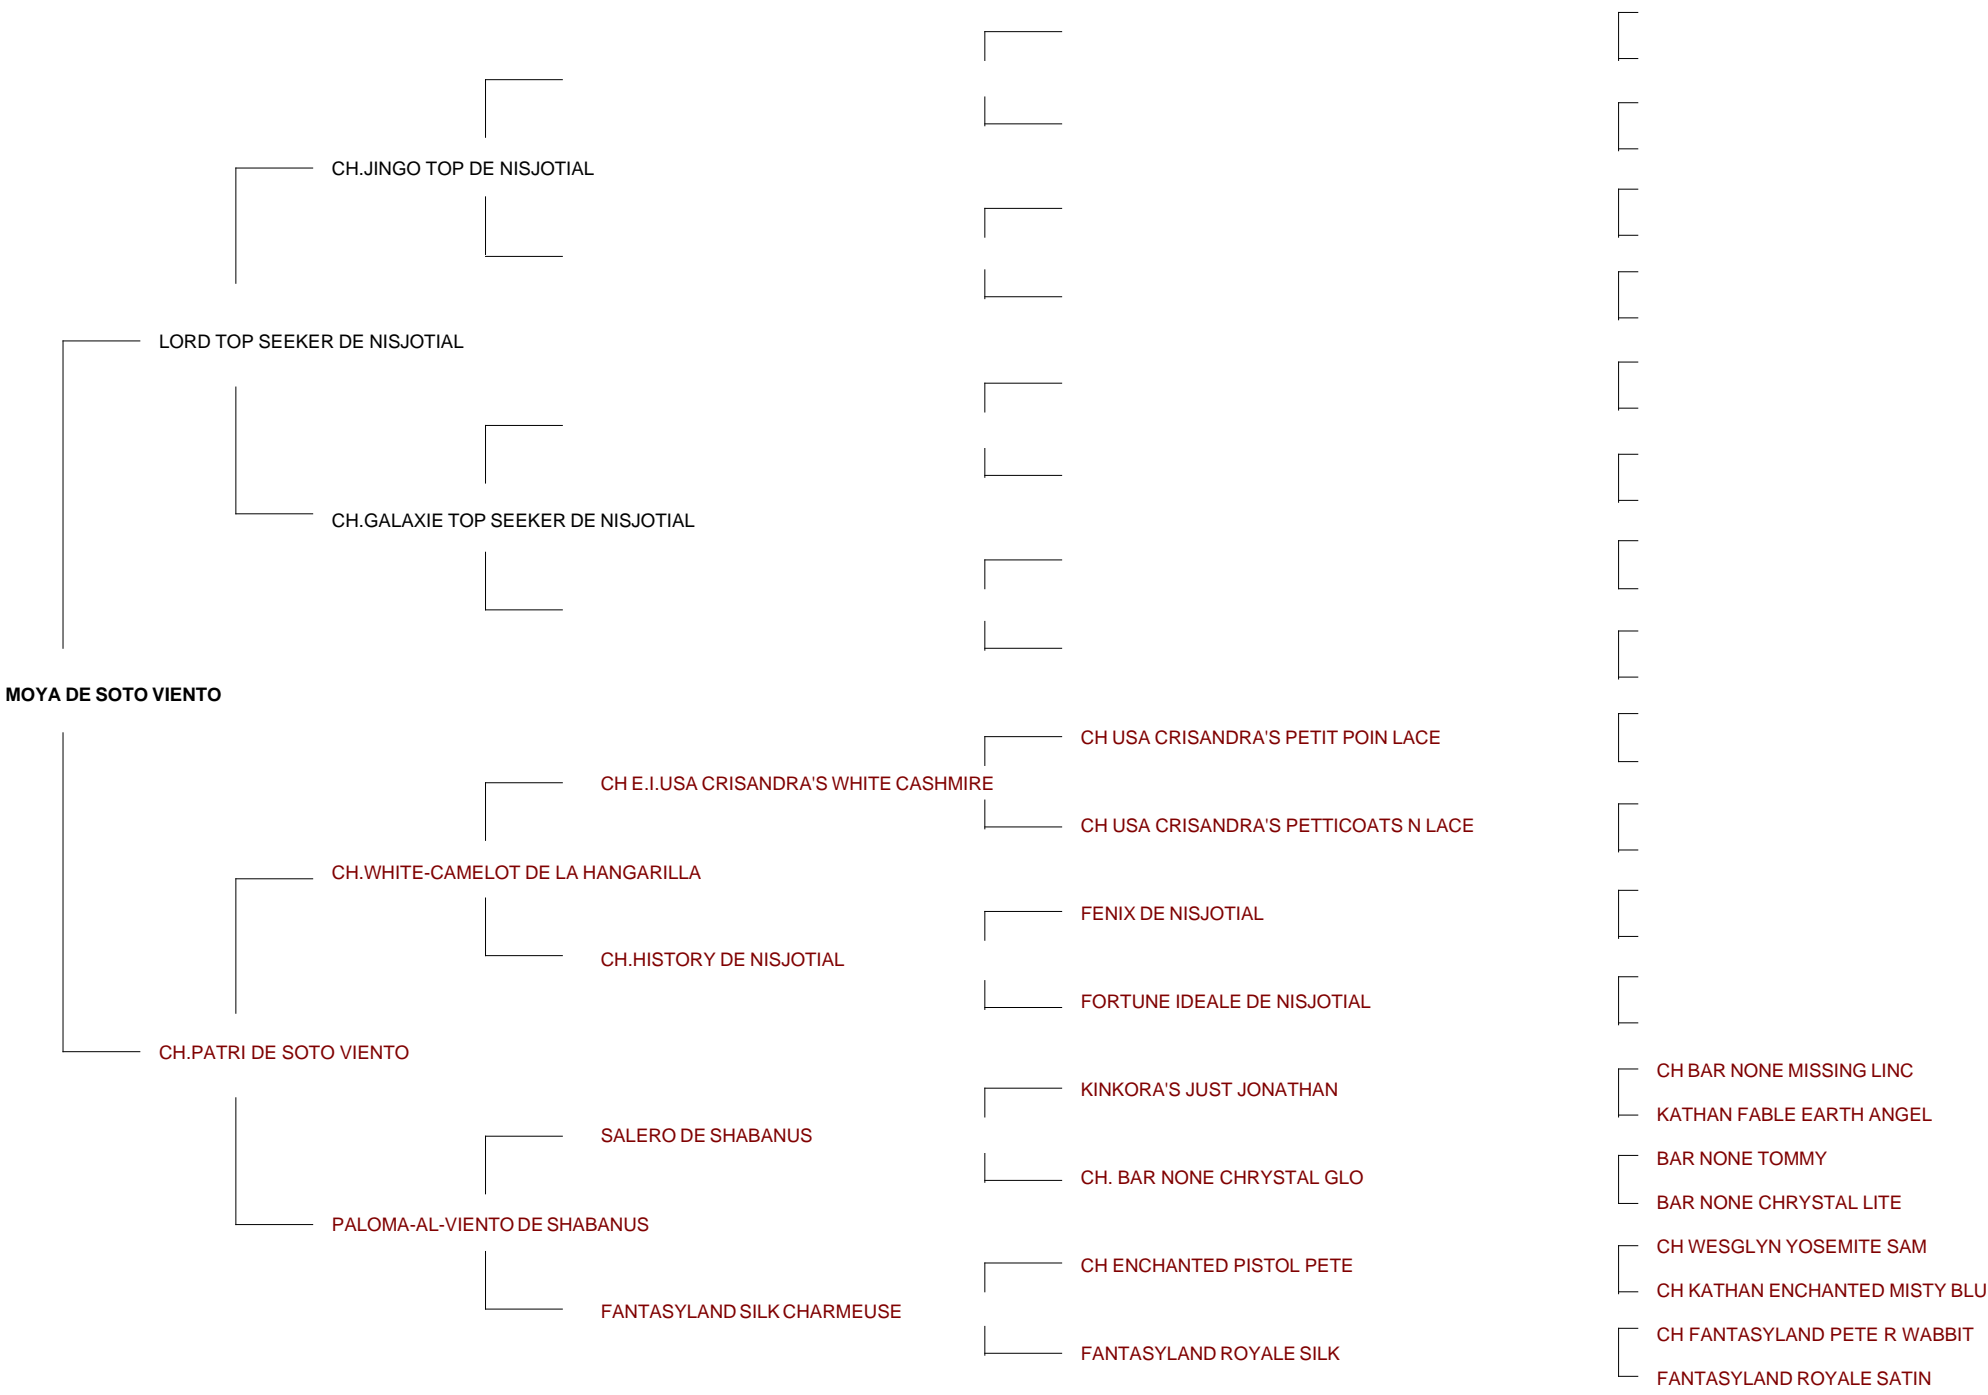 CH.JINGO TOP DE NISJOTIAL
LORD TOP SEEKER DE NISJOTIAL
CH.GALAXIE TOP SEEKER DE NISJOTIAL
MOYA DE SOTO VIENTO
CH USA CRISANDRA'S PETIT POIN LACE
CH E.I.USA CRISANDRA'S WHITE CASHMIRE
CH USA CRISANDRA'S PETTICOATS N LACE
CH.WHITE-CAMELOT DE LA HANGARILLA
FENIX DE NISJOTIAL
CH.HISTORY DE NISJOTIAL
FORTUNE IDEALE DE NISJOTIAL
CH.PATRI DE SOTO VIENTO
CH BAR NONE MISSING LINC
KINKORA'S JUST JONATHAN
KATHAN FABLE EARTH ANGEL
SALERO DE SHABANUS
BAR NONE TOMMY
CH. BAR NONE CHRYSTAL GLO
BAR NONE CHRYSTAL LITE
PALOMA-AL-VIENTO DE SHABANUS
CH WESGLYN YOSEMITE SAM
CH ENCHANTED PISTOL PETE
CH KATHAN ENCHANTED MISTY BLU
FANTASYLAND SILK CHARMEUSE
CH FANTASYLAND PETE R WABBIT
FANTASYLAND ROYALE SILK
FANTASYLAND ROYALE SATIN